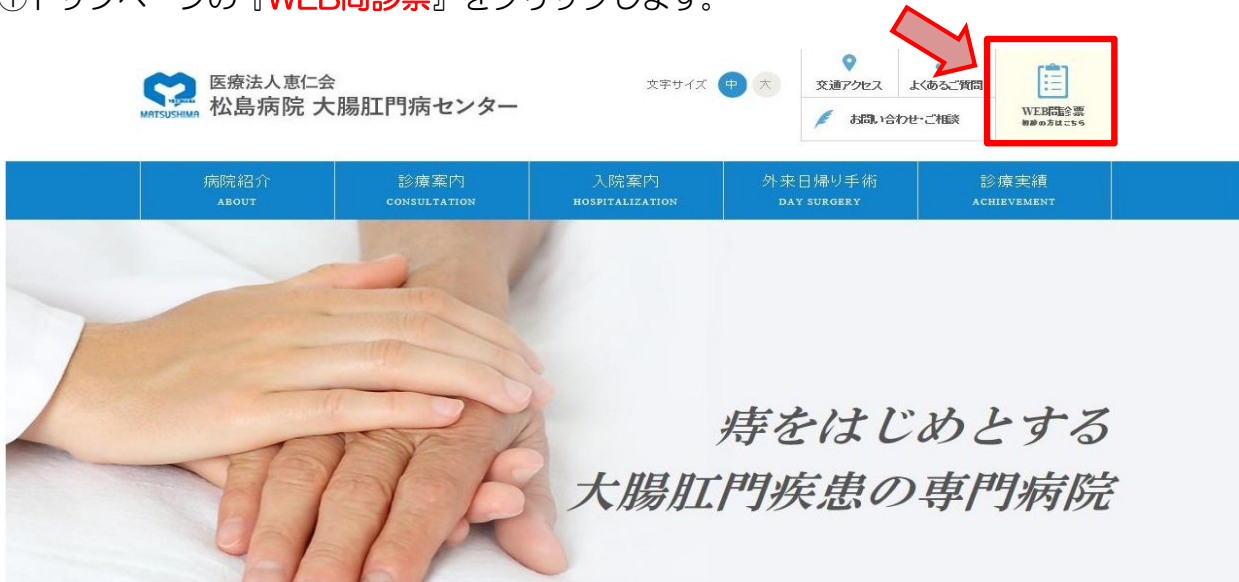 ①トップページの『WEB問診票』をクリックします。
MATSUSHIMA
医療法人恵仁会
松島病院 大腸肛門病センター
文字サイズ 中 大
交通アクセス
よくあるご質問
お問い合わせ・ご相談
WEB問診票
初診の方はこちら
病院紹介
ABOUT
診療案内
CONSULTATION
入院案内
HOSPITALIZATION
外来日帰り手術
DAY SURGERY
診療実績
ACHIEVEMENT
痔をはじめとする
大腸肛門疾患の専門病院